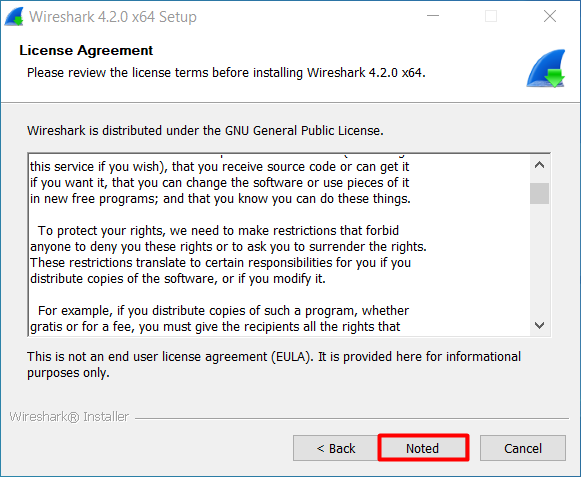 Wireshark 4.2.0 x64 Setup
License Agreement
Please review the license terms before installing Wireshark 4.2.0 x64.
Wireshark is distributed under the GNU General Public License.
this service if you wish), that you receive source code or can get it
if you want it, that you can change the software or use pieces of it
in new free programs; and that you know you can do these things.
To protect your rights, we need to make restrictions that forbid
anyone to deny you these rights or to ask you to surrender the rights.
These restrictions translate to certain responsibilities for you if you
distribute copies of the software, or if you modify it.
For example, if you distribute copies of such a program, whether
gratis or for a fee, you must give the recipients all the rights that
This is not an end user license agreement (EULA). It is provided here for informational
purposes only.
Wireshark® Installer
< Back
Noted
Cancel